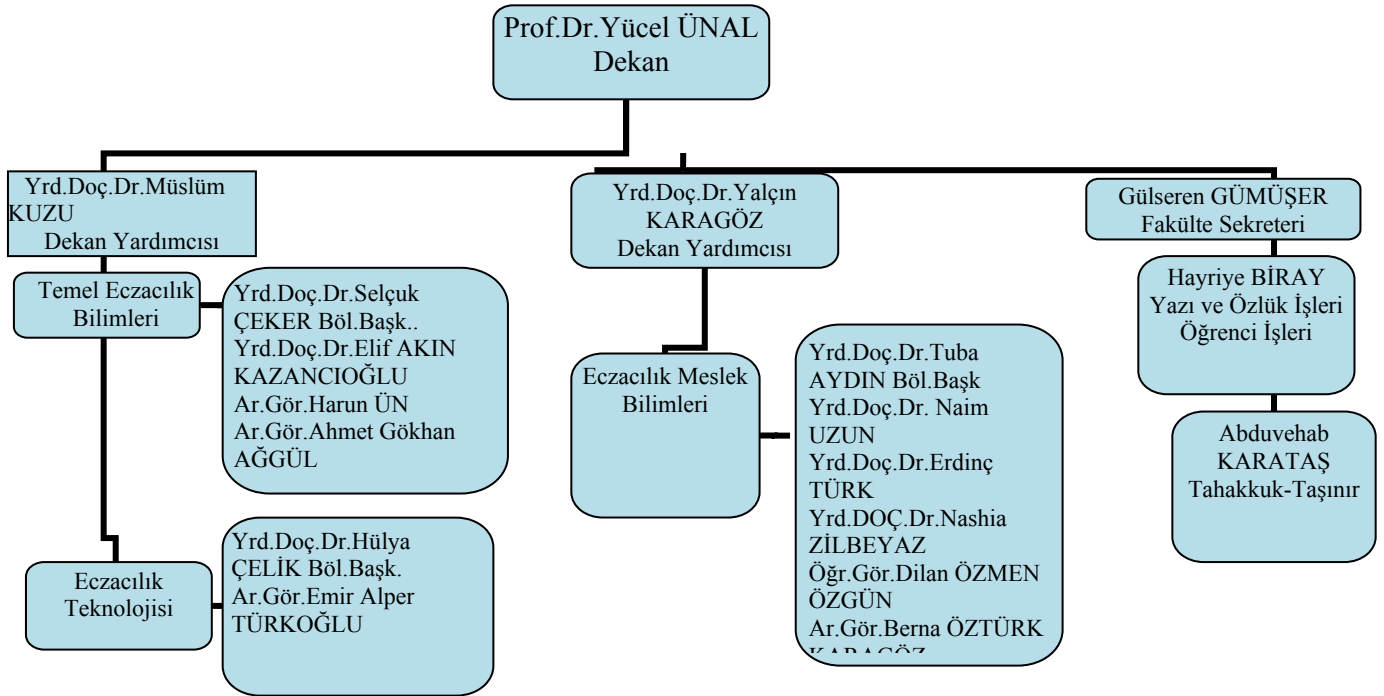 Prof.Dr.Yücel ÜNAL
Dekan
Yrd.Doç.Dr.Müslüm
KUZU
Dekan Yardımcısı
Temel Eczacılık
Bilimleri
Yrd.Doç.Dr.Selçuk
ÇEKER Böl.Başk..
Yrd.Doç.Dr.Elif AKIN
KAZANCIOĞLU
Ar.Gör.Harun ÜN
Ar.Gör.Ahmet Gökhan
AĞGÜL
Eczacılık
Teknolojisi
Yrd.Doç.Dr.Hülya
ÇELİK Böl.Başk.
Ar.Gör.Emir Alper
TÜRKOĞLU
Yrd.Doç.Dr.Yalçın
KARAGÖZ
Dekan Yardımcısı
Eczacılık Meslek
Bilimleri
Yrd.Doç.Dr.Tuba
AYDIN Böl.Başk
Yrd.Doç.Dr. Naim
UZUN
Yrd.Doç.Dr.Erdinç
TÜRK
Yrd.DOÇ.Dr.Nashia
ZİLBEYAZ
Öğr.Gör.Dilan ÖZMEN
ÖZGÜN
Ar.Gör.Berna ÖZTÜRK
KARAGÖZ
Gülseren GÜMÜŞER
Fakülte Sekreteri
Hayriye BİRAY
Yazı ve Özlük İşleri
Öğrenci İşleri
Abduvehab
KARATAŞ
Tahakkuk-Taşınır